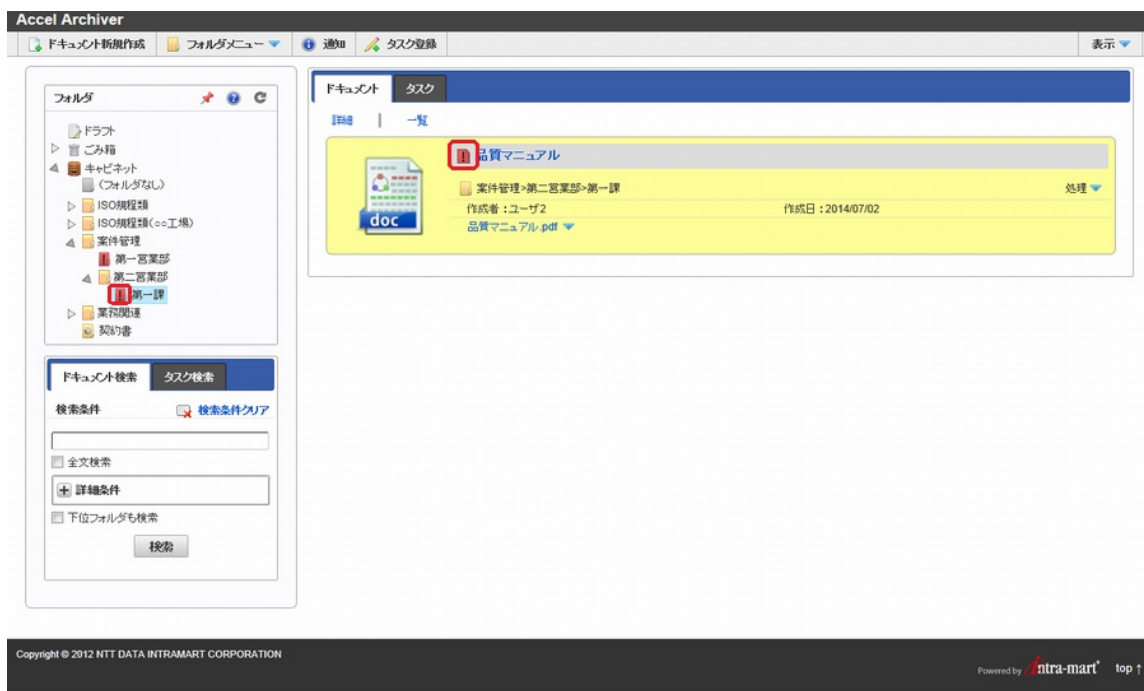 Accel Archiver
ドキュメント新規作成
フォルダメニュー
通知
タスク登録
表示
フォルダ
ドラフト
ごみ箱
キャビネット
(フォルダなし)
ISO規程類
ISO規程類(○○工場)
案件管理
第一営業部
第二営業部
第一課
業務関連
契約書
ドキュメント検索
タスク検索
検索条件
検索条件クリア
全文検索
詳細条件
下位フォルダも検索
検索
ドキュメント
タスク
詳細 | 一覧
品質マニュアル
案件管理>第二営業部>第一課
処理
作成者:ユーザ2
作成日:2014/07/02
品質マニュアル.pdf
doc
Copyright © 2012 NTT DATA INTRAMART CORPORATION
Powered by intra-mart
top ↑